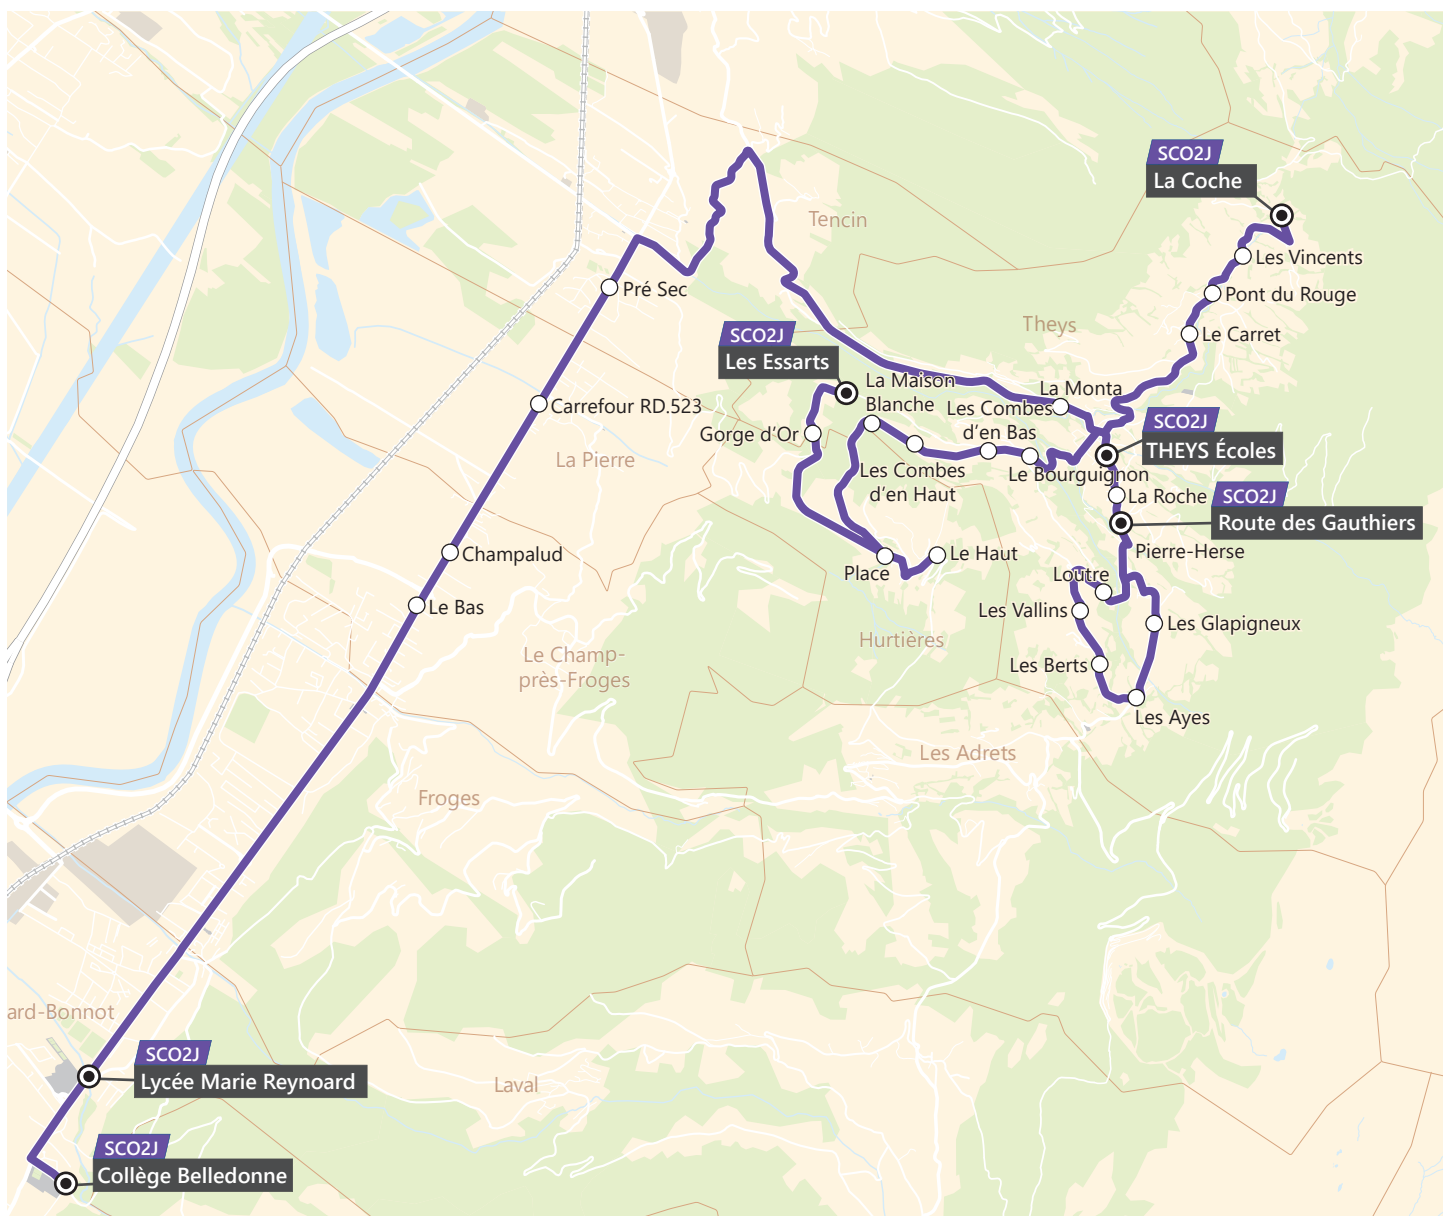 SCO2J
La Coche
Tencin
Les Vincents
Pré Sec
Pont du Rouge
Theys
SCO2J
Les Essarts
Le Carret
La Maison
Blanche
La Monta
Carrefour RD.523
Les Combes
d'en Bas
SCO2J
THEYS Écoles
Gorge d'Or
La Pierre
Les Combes
d'en Haut
Le Bourguignon
La Roche
SCO2J
Route des Gauthiers
Champalud
Le Haut
Pierre-Herse
Place
Loutre
Le Bas
Les Vallins
Les Glapigneux
Hurtières
Le Champ-
près-Froges
Les Berts
Les Ayes
Les Adrets
Froges
ard-Bonnot
SCO2J
Lycée Marie Reynoard
Laval
SCO2J
Collège Belledonne